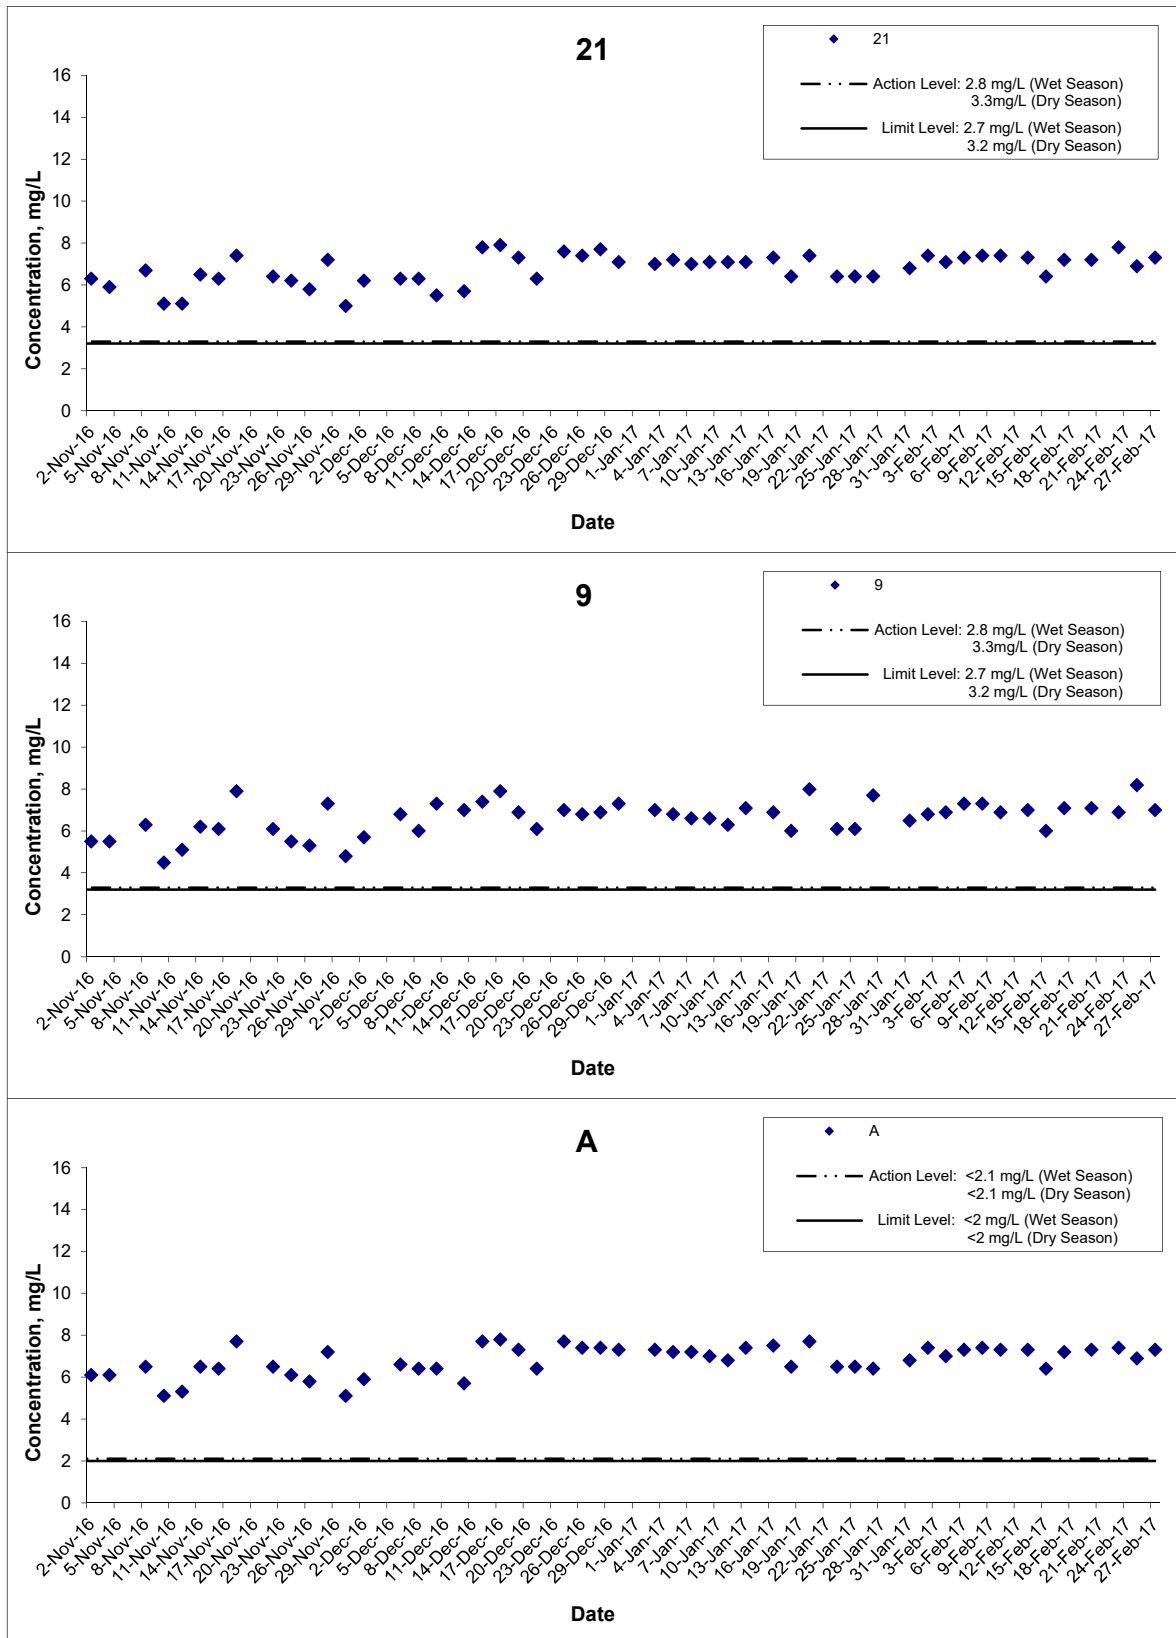 21
21
Action Level: 2.8 mg/L (Wet Season)
3.3mg/L (Dry Season)
Limit Level: 2.7 mg/L (Wet Season)
3.2 mg/L (Dry Season)
Concentration, mg/L
16
14
12
10
8
6
4
2
0
2-Nov-16
5-Nov-16
8-Nov-16
11-Nov-16
14-Nov-16
17-Nov-16
20-Nov-16
23-Nov-16
26-Nov-16
29-Nov-16
2-Dec-16
5-Dec-16
8-Dec-16
11-Dec-16
14-Dec-16
17-Dec-16
20-Dec-16
23-Dec-16
26-Dec-16
29-Dec-16
1-Jan-17
4-Jan-17
7-Jan-17
10-Jan-17
13-Jan-17
16-Jan-17
19-Jan-17
22-Jan-17
25-Jan-17
28-Jan-17
31-Jan-17
3-Feb-17
6-Feb-17
9-Feb-17
12-Feb-17
15-Feb-17
18-Feb-17
21-Feb-17
24-Feb-17
27-Feb-17
Date
9
9
Action Level: 2.8 mg/L (Wet Season)
3.3mg/L (Dry Season)
Limit Level: 2.7 mg/L (Wet Season)
3.2 mg/L (Dry Season)
Concentration, mg/L
16
14
12
10
8
6
4
2
0
2-Nov-16
5-Nov-16
8-Nov-16
11-Nov-16
14-Nov-16
17-Nov-16
20-Nov-16
23-Nov-16
26-Nov-16
29-Nov-16
2-Dec-16
5-Dec-16
8-Dec-16
11-Dec-16
14-Dec-16
17-Dec-16
20-Dec-16
23-Dec-16
26-Dec-16
29-Dec-16
1-Jan-17
4-Jan-17
7-Jan-17
10-Jan-17
13-Jan-17
16-Jan-17
19-Jan-17
22-Jan-17
25-Jan-17
28-Jan-17
31-Jan-17
3-Feb-17
6-Feb-17
9-Feb-17
12-Feb-17
15-Feb-17
18-Feb-17
21-Feb-17
24-Feb-17
27-Feb-17
Date
A
A
Action Level: <2.1 mg/L (Wet Season)
<2.1 mg/L (Dry Season)
Limit Level: <2 mg/L (Wet Season)
<2 mg/L (Dry Season)
Concentration, mg/L
16
14
12
10
8
6
4
2
0
2-Nov-16
5-Nov-16
8-Nov-16
11-Nov-16
14-Nov-16
17-Nov-16
20-Nov-16
23-Nov-16
26-Nov-16
29-Nov-16
2-Dec-16
5-Dec-16
8-Dec-16
11-Dec-16
14-Dec-16
17-Dec-16
20-Dec-16
23-Dec-16
26-Dec-16
29-Dec-16
1-Jan-17
4-Jan-17
7-Jan-17
10-Jan-17
13-Jan-17
16-Jan-17
19-Jan-17
22-Jan-17
25-Jan-17
28-Jan-17
31-Jan-17
3-Feb-17
6-Feb-17
9-Feb-17
12-Feb-17
15-Feb-17
18-Feb-17
21-Feb-17
24-Feb-17
27-Feb-17
Date